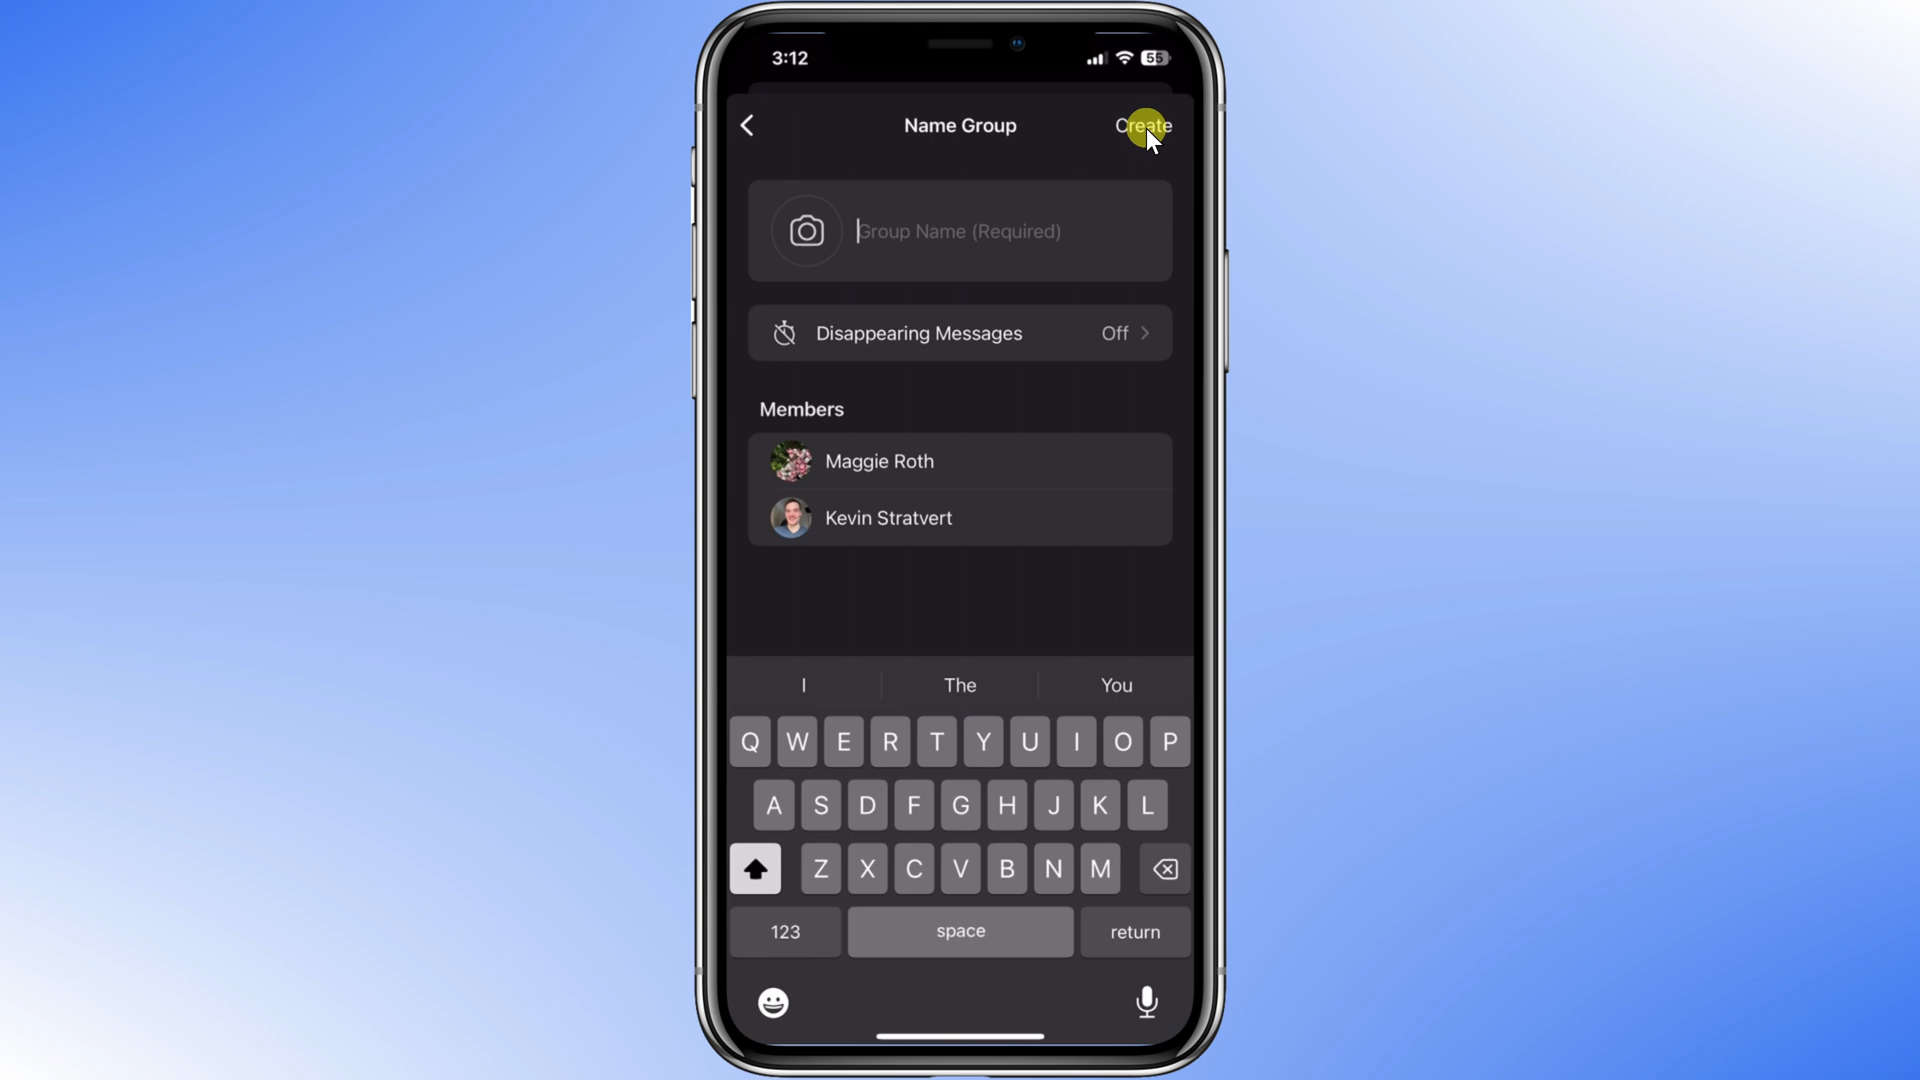 3:12
55
Name Group
Create
Group Name (Required)
Disappearing Messages
Off
Members
Maggie Roth
Kevin Stratvert
I The You
Q W E R T Y U I O P
A S D F G H J K L
Z X C V B N M
123 space return